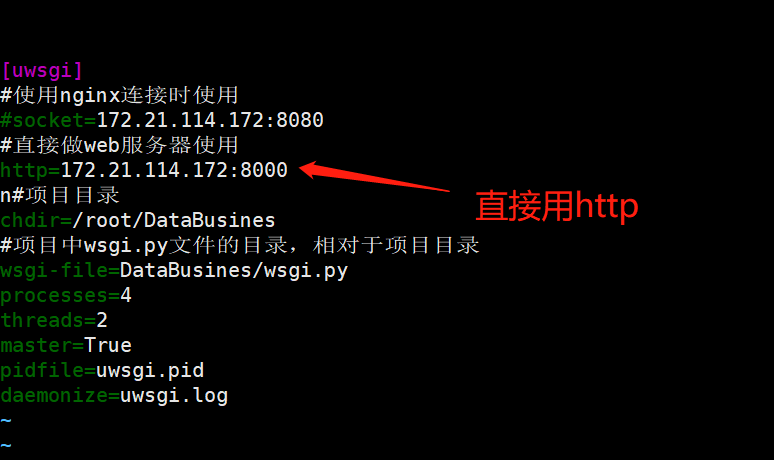 [uwsgi]
#使用nginx连接时使用
#socket=172.21.114.172:8080
#直接做web服务器使用
http=172.21.114.172:8000
直接用http
n#项目目录
chdir=/root/DataBusines
#项目中wsgi.py文件的目录，相对于项目目录
wsgi-file=DataBusines/wsgi.py
processes=4
threads=2
master=True
pidfile=uwsgi.pid
daemonize=uwsgi.log
~
~